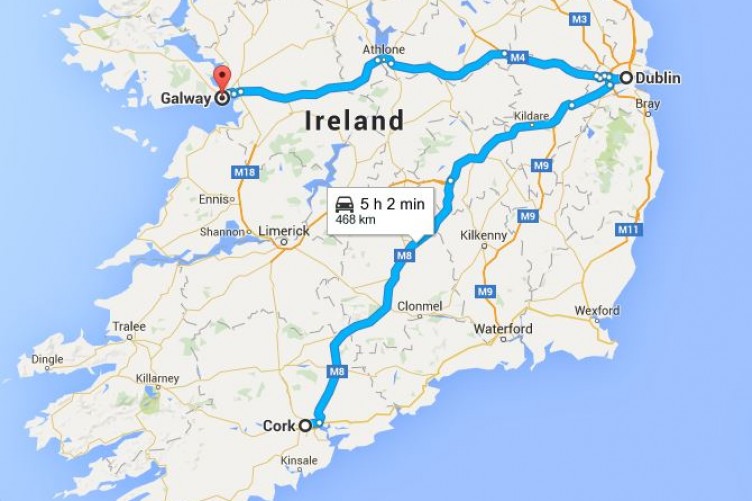 M3
Athlone
M4
Dublin
Galway
Bray
Kildare
Ireland
M9
M18
Ennis
5 h 2 min
468 km
M9
Shannon
Limerick
M11
Kilkenny
M8
M9
Clonmel
Wexford
Tralee
Waterford
Dingle
M8
Killarney
Cork
Kinsale